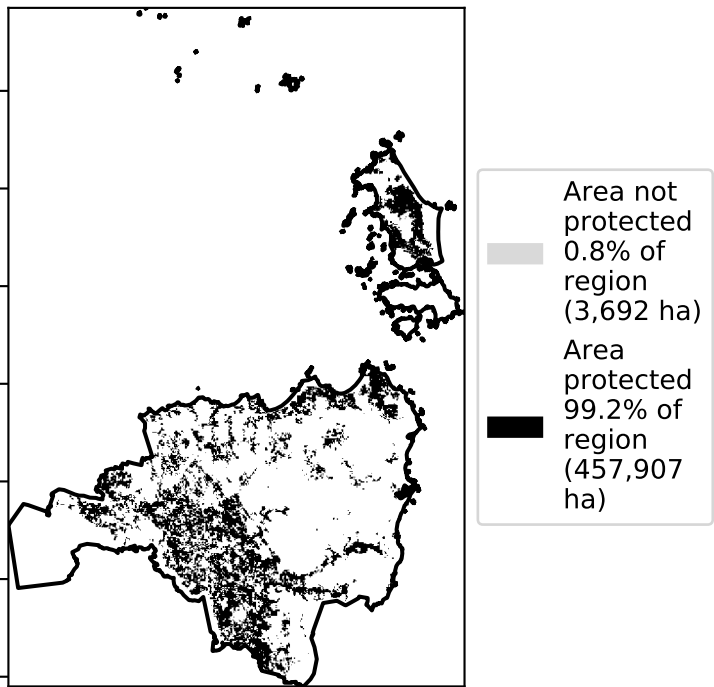 Area not
protected
0.8% of
region
(3,692 ha)
Area
protected
99.2% of
region
(457,907
ha)